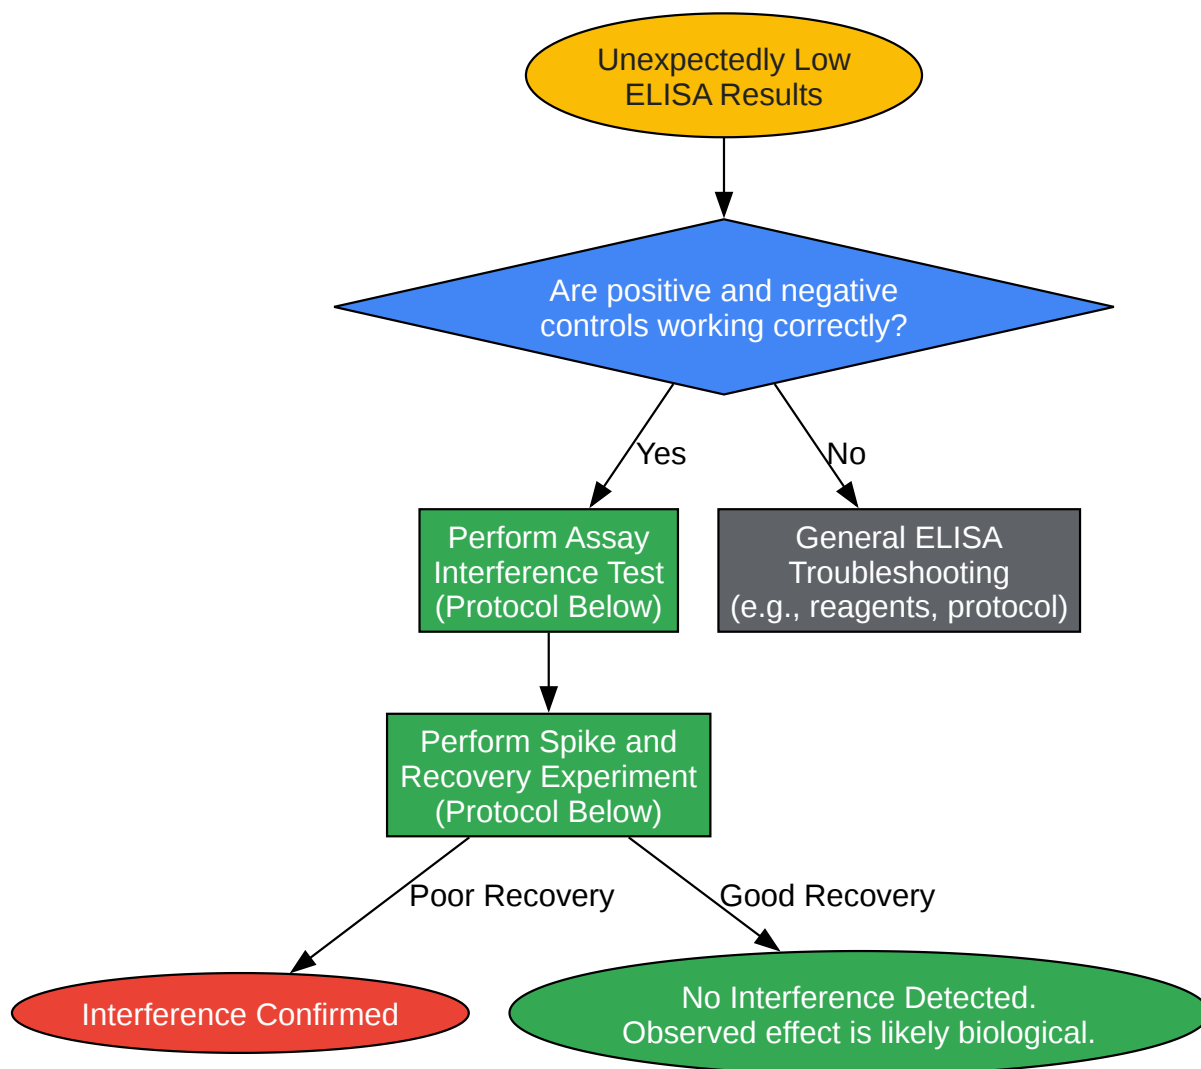 Unexpectedly Low
ELISA Results
Are positive and negative
controls working correctly?
Yes
No
Perform Assay
Interference Test
(Protocol Below)
General ELISA
Troubleshooting
(e.g., reagents, protocol)
Perform Spike and
Recovery Experiment
(Protocol Below)
Poor Recovery
Good Recovery
Interference Confirmed
No Interference Detected.
Observed effect is likely biological.